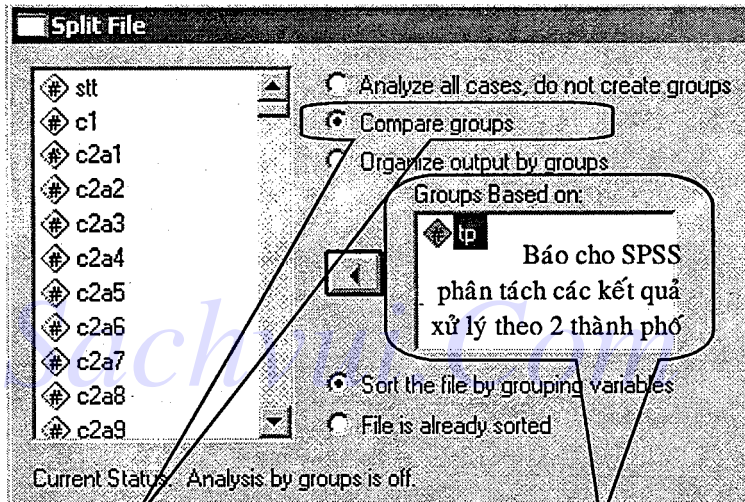 Split File
stt
c1
c2a1
c2a2
c2a3
c2a4
c2a5
c2a6
c2a7
c2a8
c2a9
Analyze all cases, do not create groups
Compare groups
Organize output by groups
Groups Based on:
tp
Báo cho SPSS
phân tách các kết quả
xử lý theo 2 thành phố
Sort the file by grouping variables
File is already sorted
Current Status: Analysis by groups is off.
Sachvui.Com